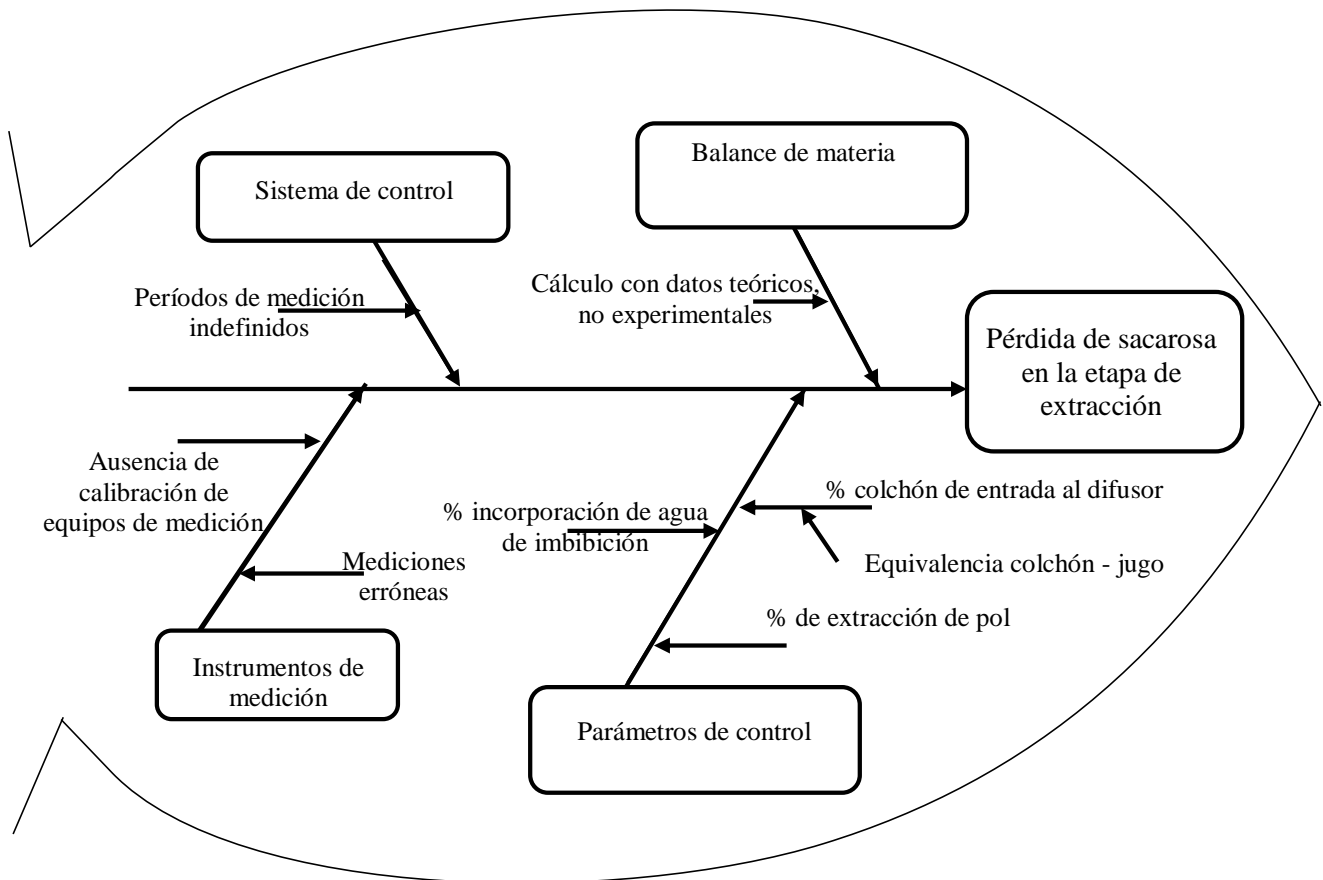 Balance de materia
Sistema de control
Cálculo con datos teóricos,
no experimentales
Períodos de medición
indefinidos
Pérdida de sacarosa
en la etapa de
extracción
Ausencia de
calibración de
equipos de medición
% colchón de entrada al difusor
% incorporación de agua
de imbibición
Mediciones
erróneas
Equivalencia colchón - jugo
% de extracción de pol
Instrumentos de
medición
Parámetros de control